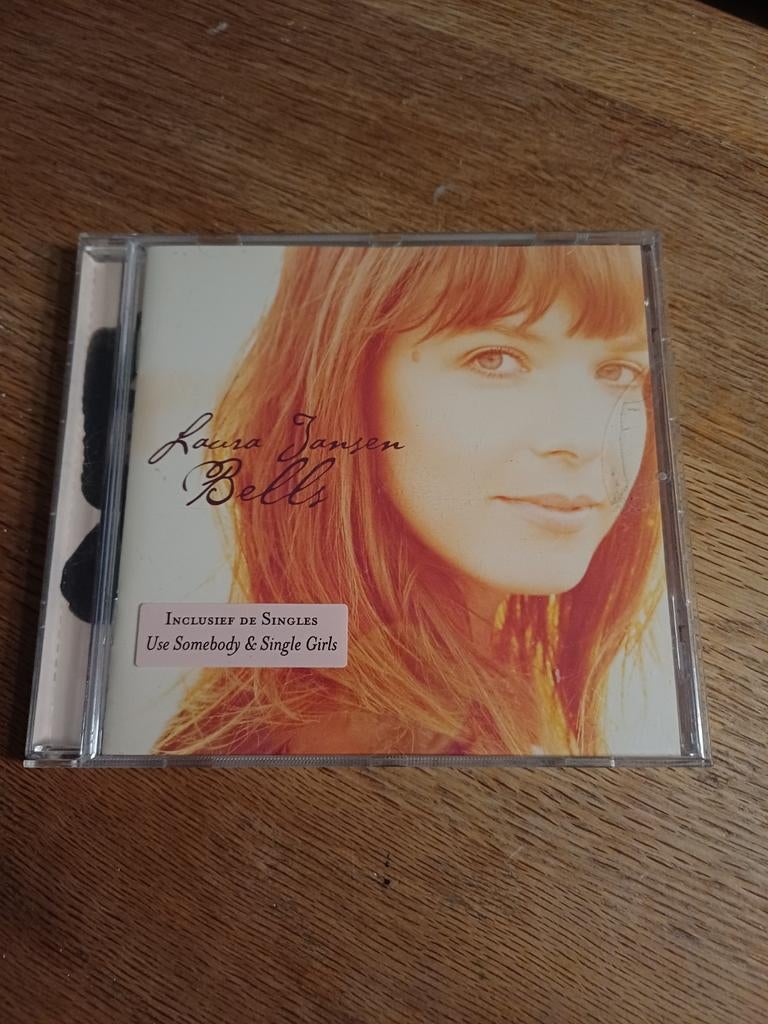 Laura Jansen
Bells
Inclusief de Singles
Use Somebody & Single Girls